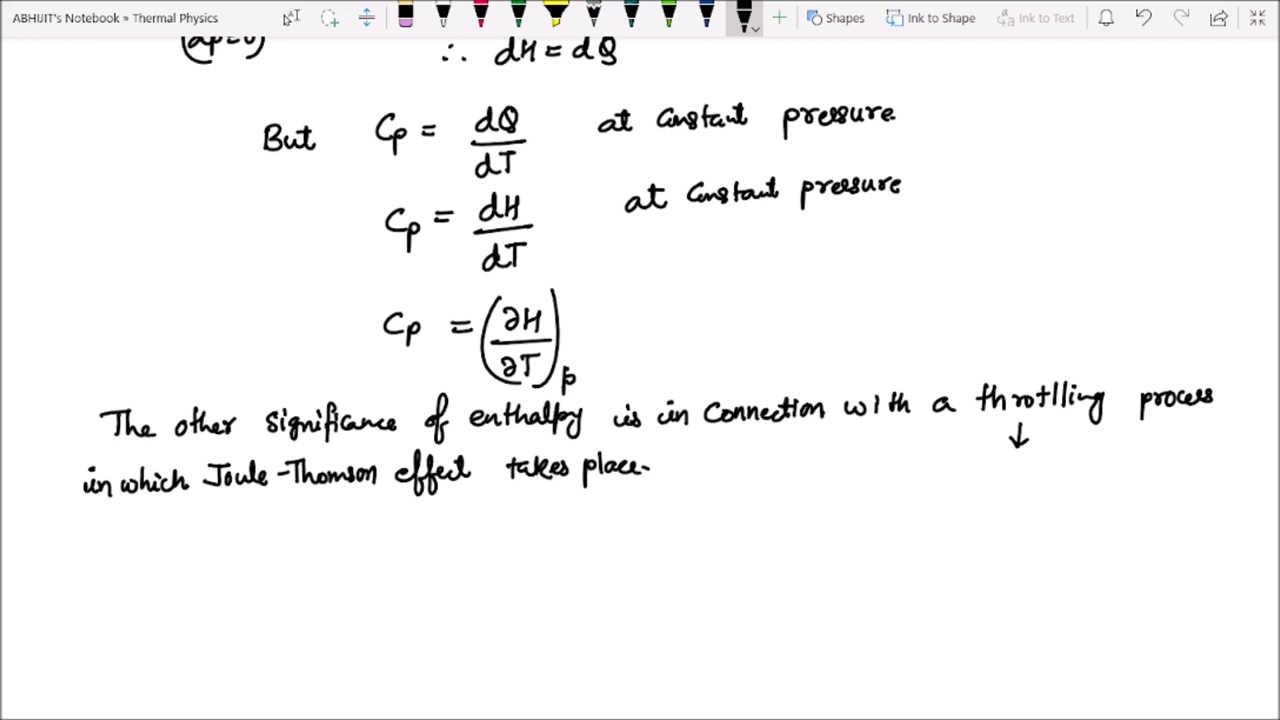 ABHIJIT's Notebook » Thermal Physics
Shapes
Ink to Shape
Ink to Text
(dp=0)
∴ dH = dQ
But Cp = dQ/dT at constant pressure
Cp = dH/dT at constant pressure
Cp = (∂H/∂T)p
The other significance of enthalpy is in connection with a throttling process
↓
in which Joule-Thomson effect takes place.